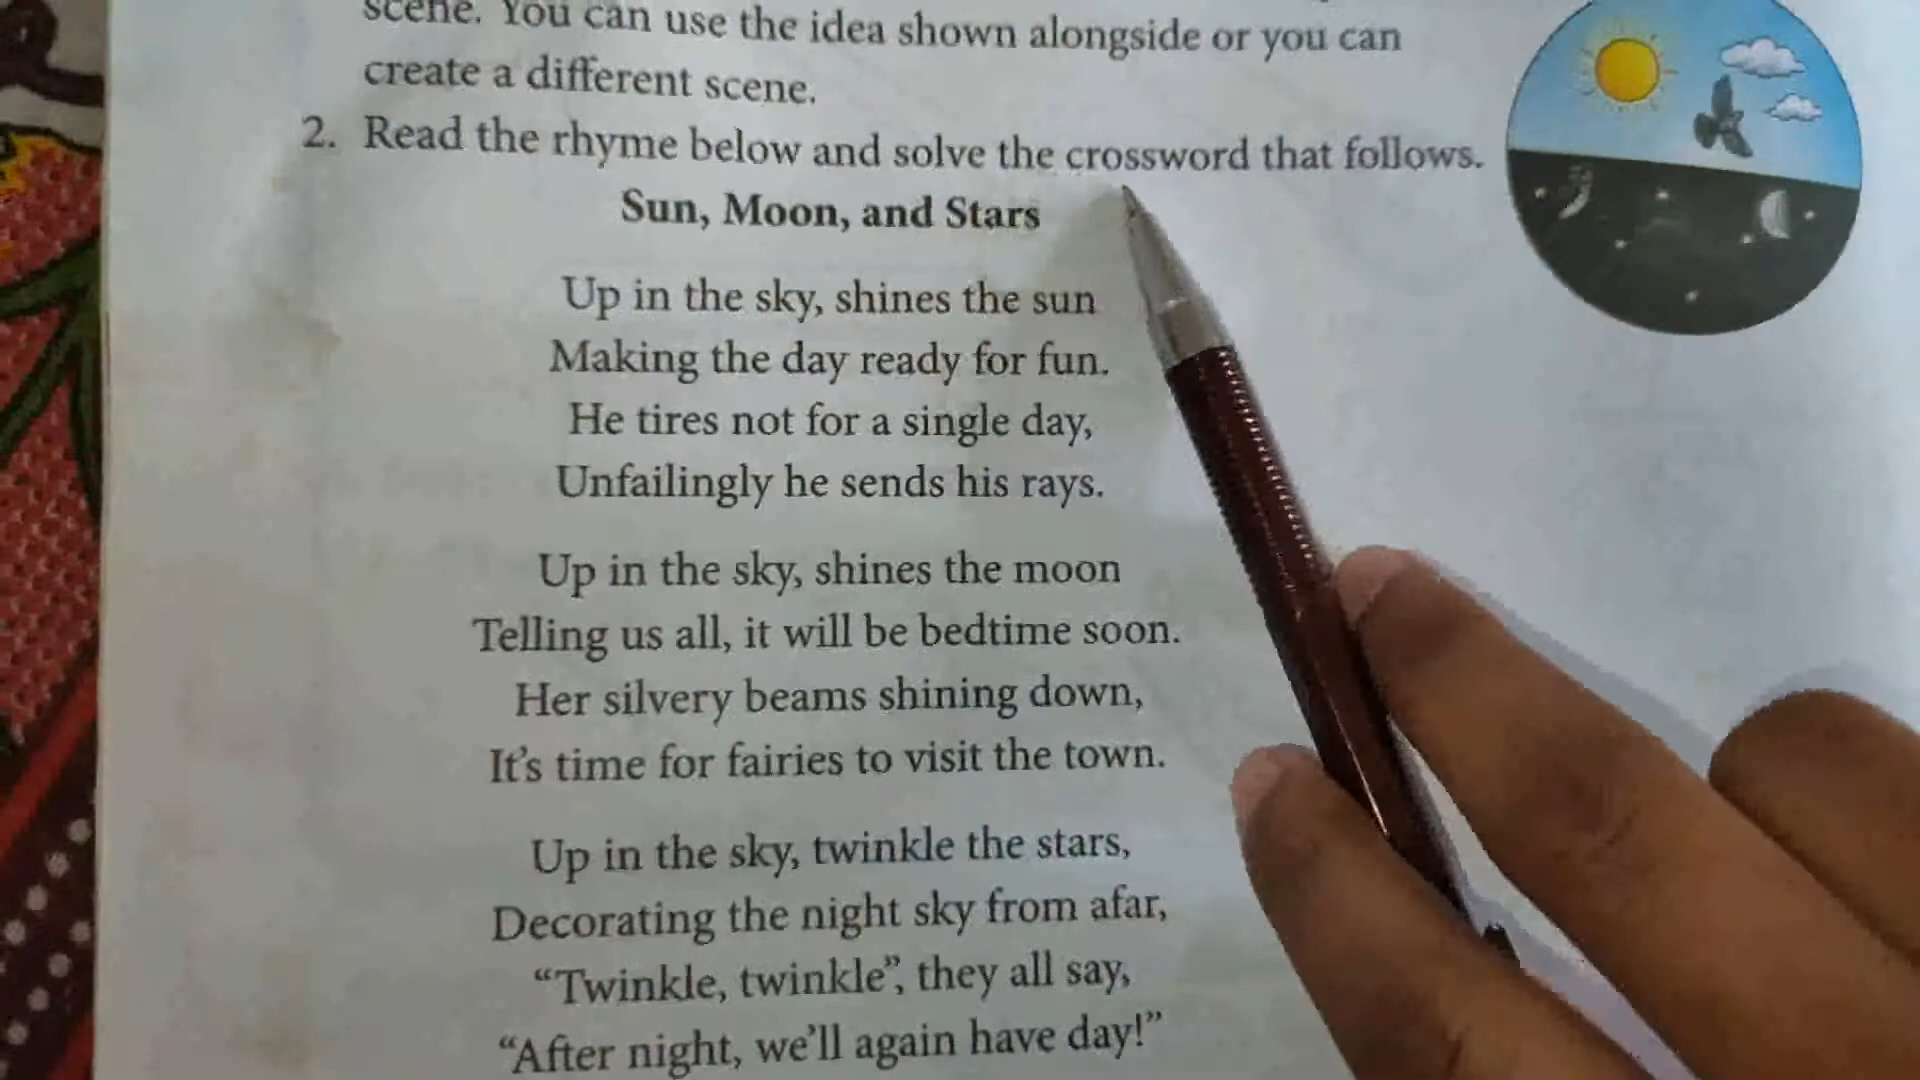 scene. You can use the idea shown alongside or you can
create a different scene.
2. Read the rhyme below and solve the crossword that follows.
Sun, Moon, and Stars
Up in the sky, shines the sun
Making the day ready for fun.
He tires not for a single day,
Unfailingly he sends his rays.
Up in the sky, shines the moon
Telling us all, it will be bedtime soon.
Her silvery beams shining down,
It's time for fairies to visit the town.
Up in the sky, twinkle the stars,
Decorating the night sky from afar,
“Twinkle, twinkle”, they all say,
“After night, we'll again have day!”